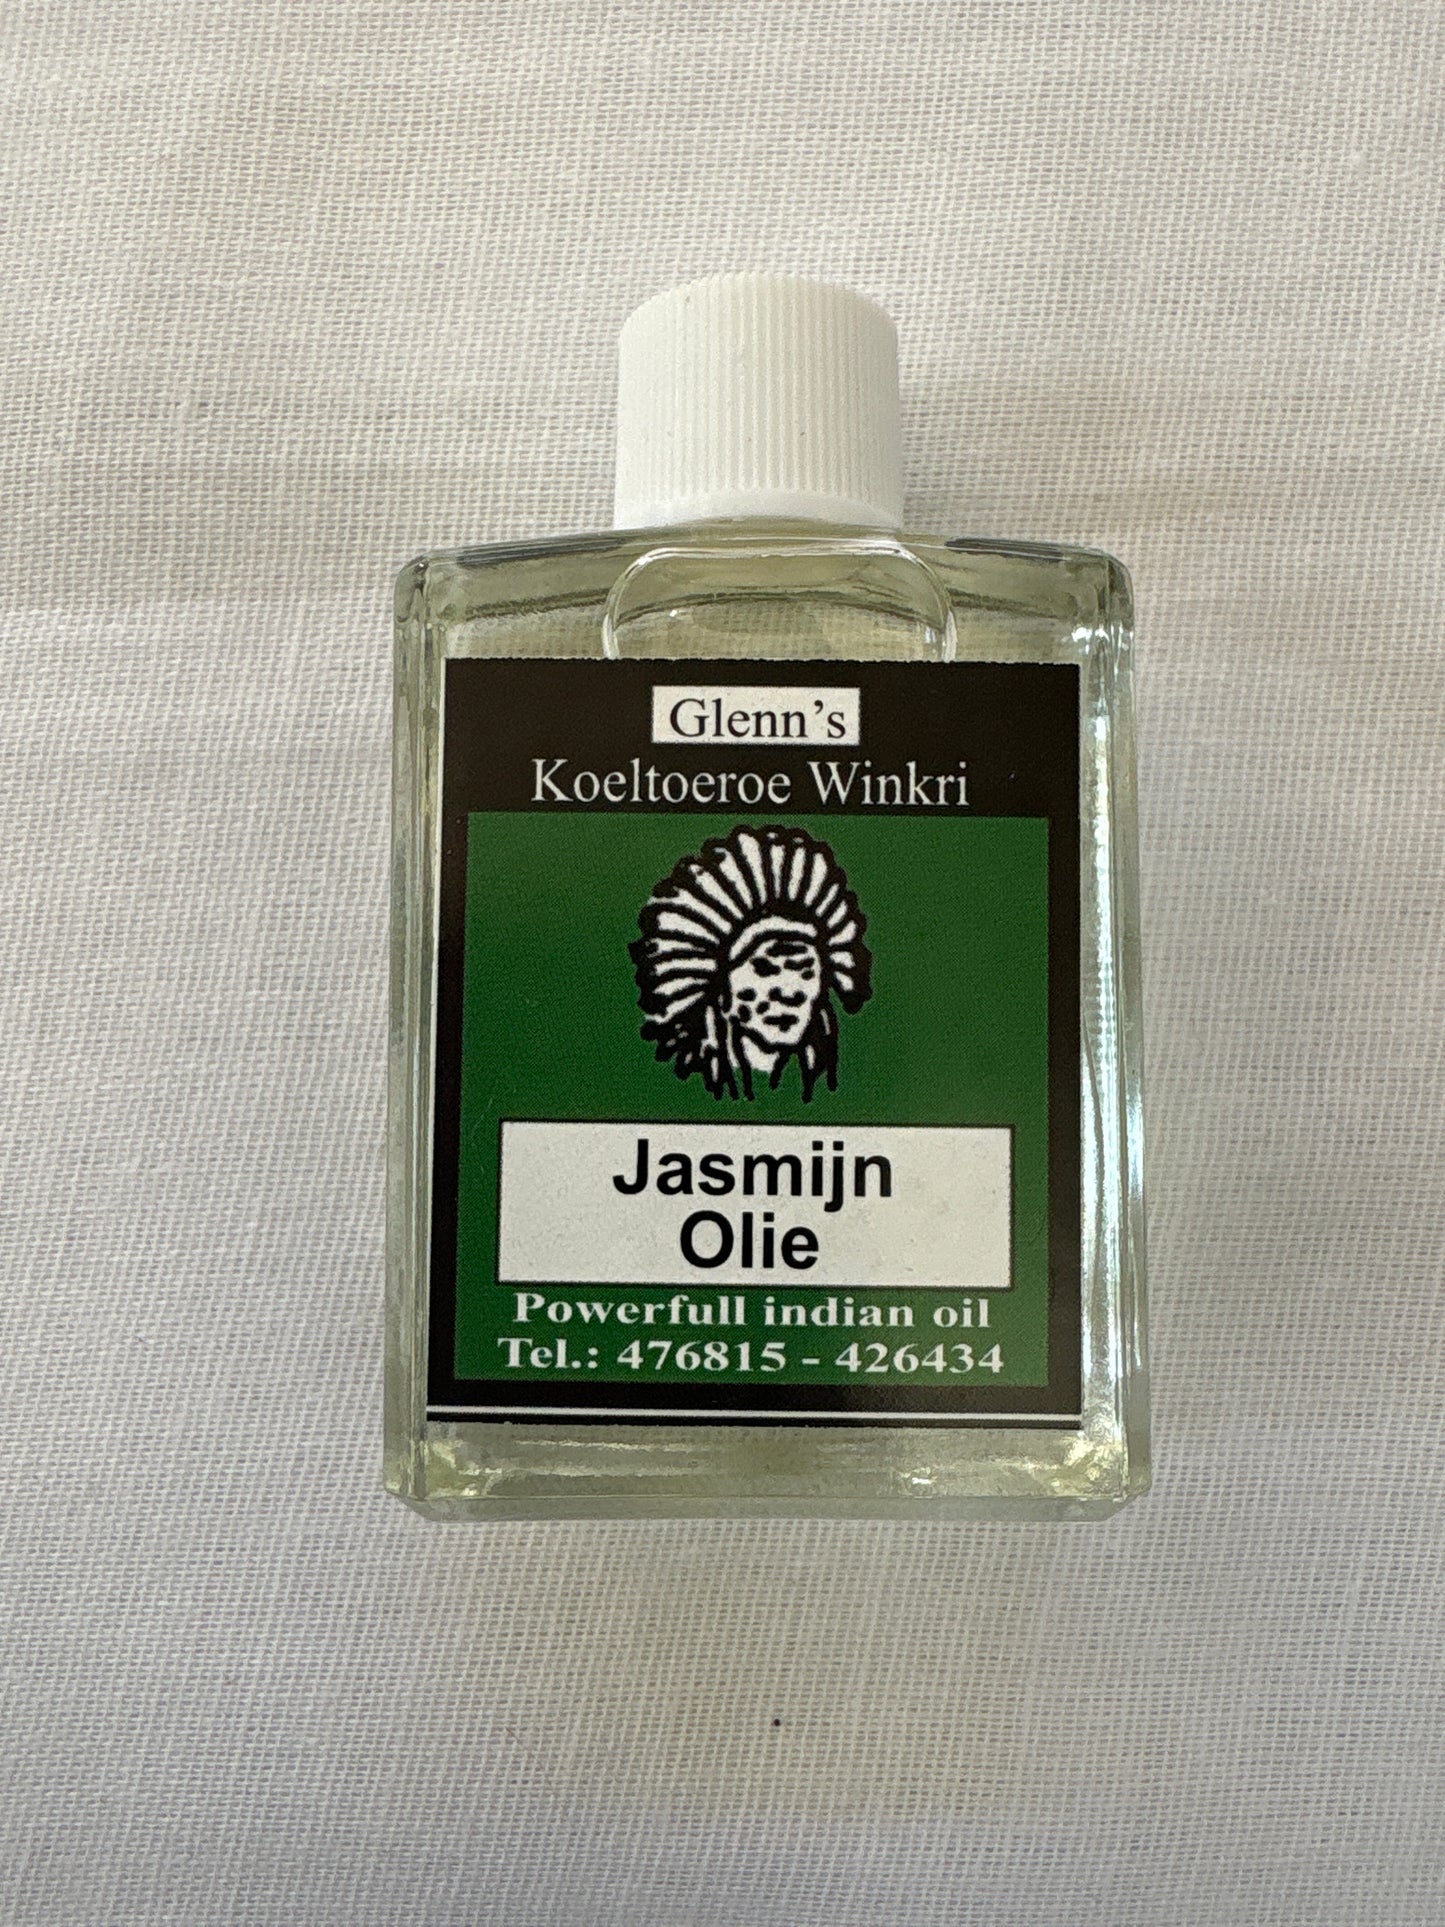 Glenn's
Koeltoeroe Winkri
Jasmijn
Olie
Powerfull indian oil
Tel.: 476815 - 426434